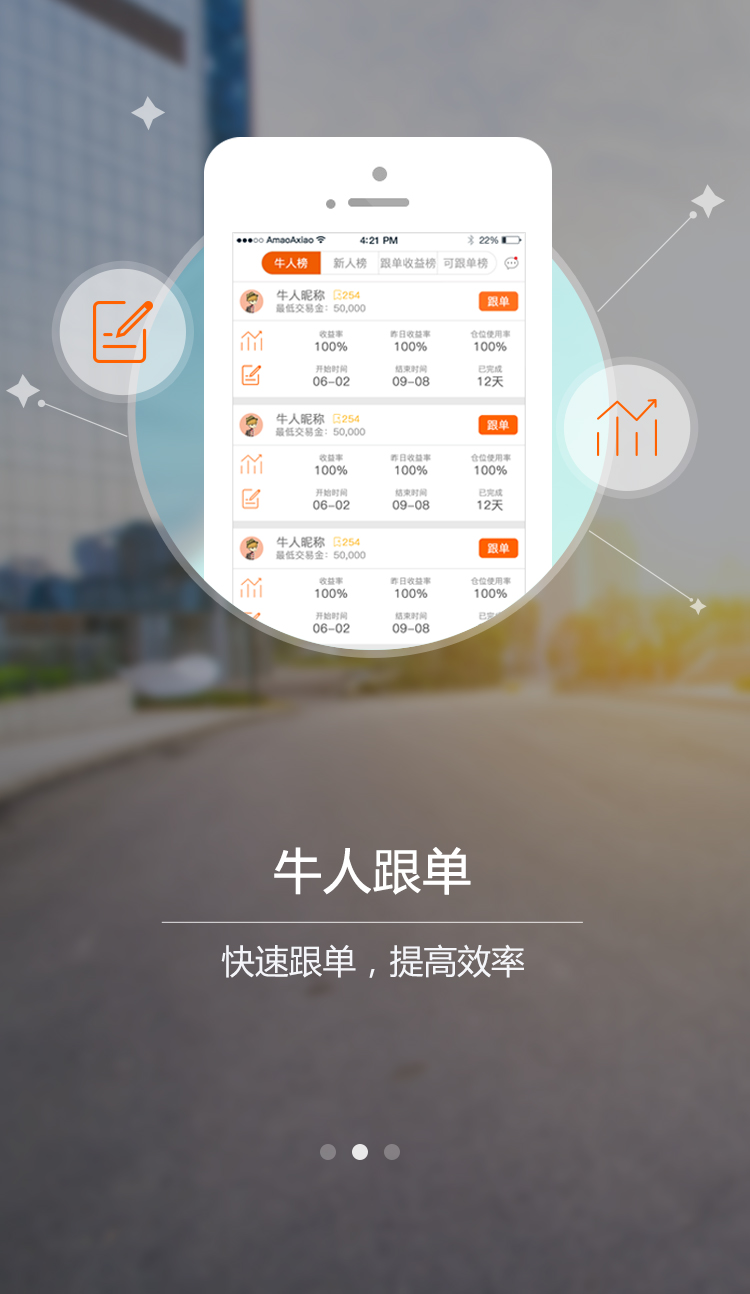 AmaoAxiao 4:21 PM 22%
牛人榜 新人榜 跟单收益榜 可跟单榜
牛人昵称 254
最低交易金: 50,000
跟单
收益率 昨日收益率 仓位使用率
100% 100% 100%
开始时间 结束时间 已完成
06-02 09-08 12天
牛人昵称 254
最低交易金: 50,000
跟单
收益率 昨日收益率 仓位使用率
100% 100% 100%
开始时间 结束时间 已完成
06-02 09-08 12天
牛人昵称 254
最低交易金: 50,000
跟单
收益率 昨日收益率 仓位使用率
100% 100% 100%
开始时间 结束时间 已完
06-02 09-08
牛人跟单
快速跟单，提高效率